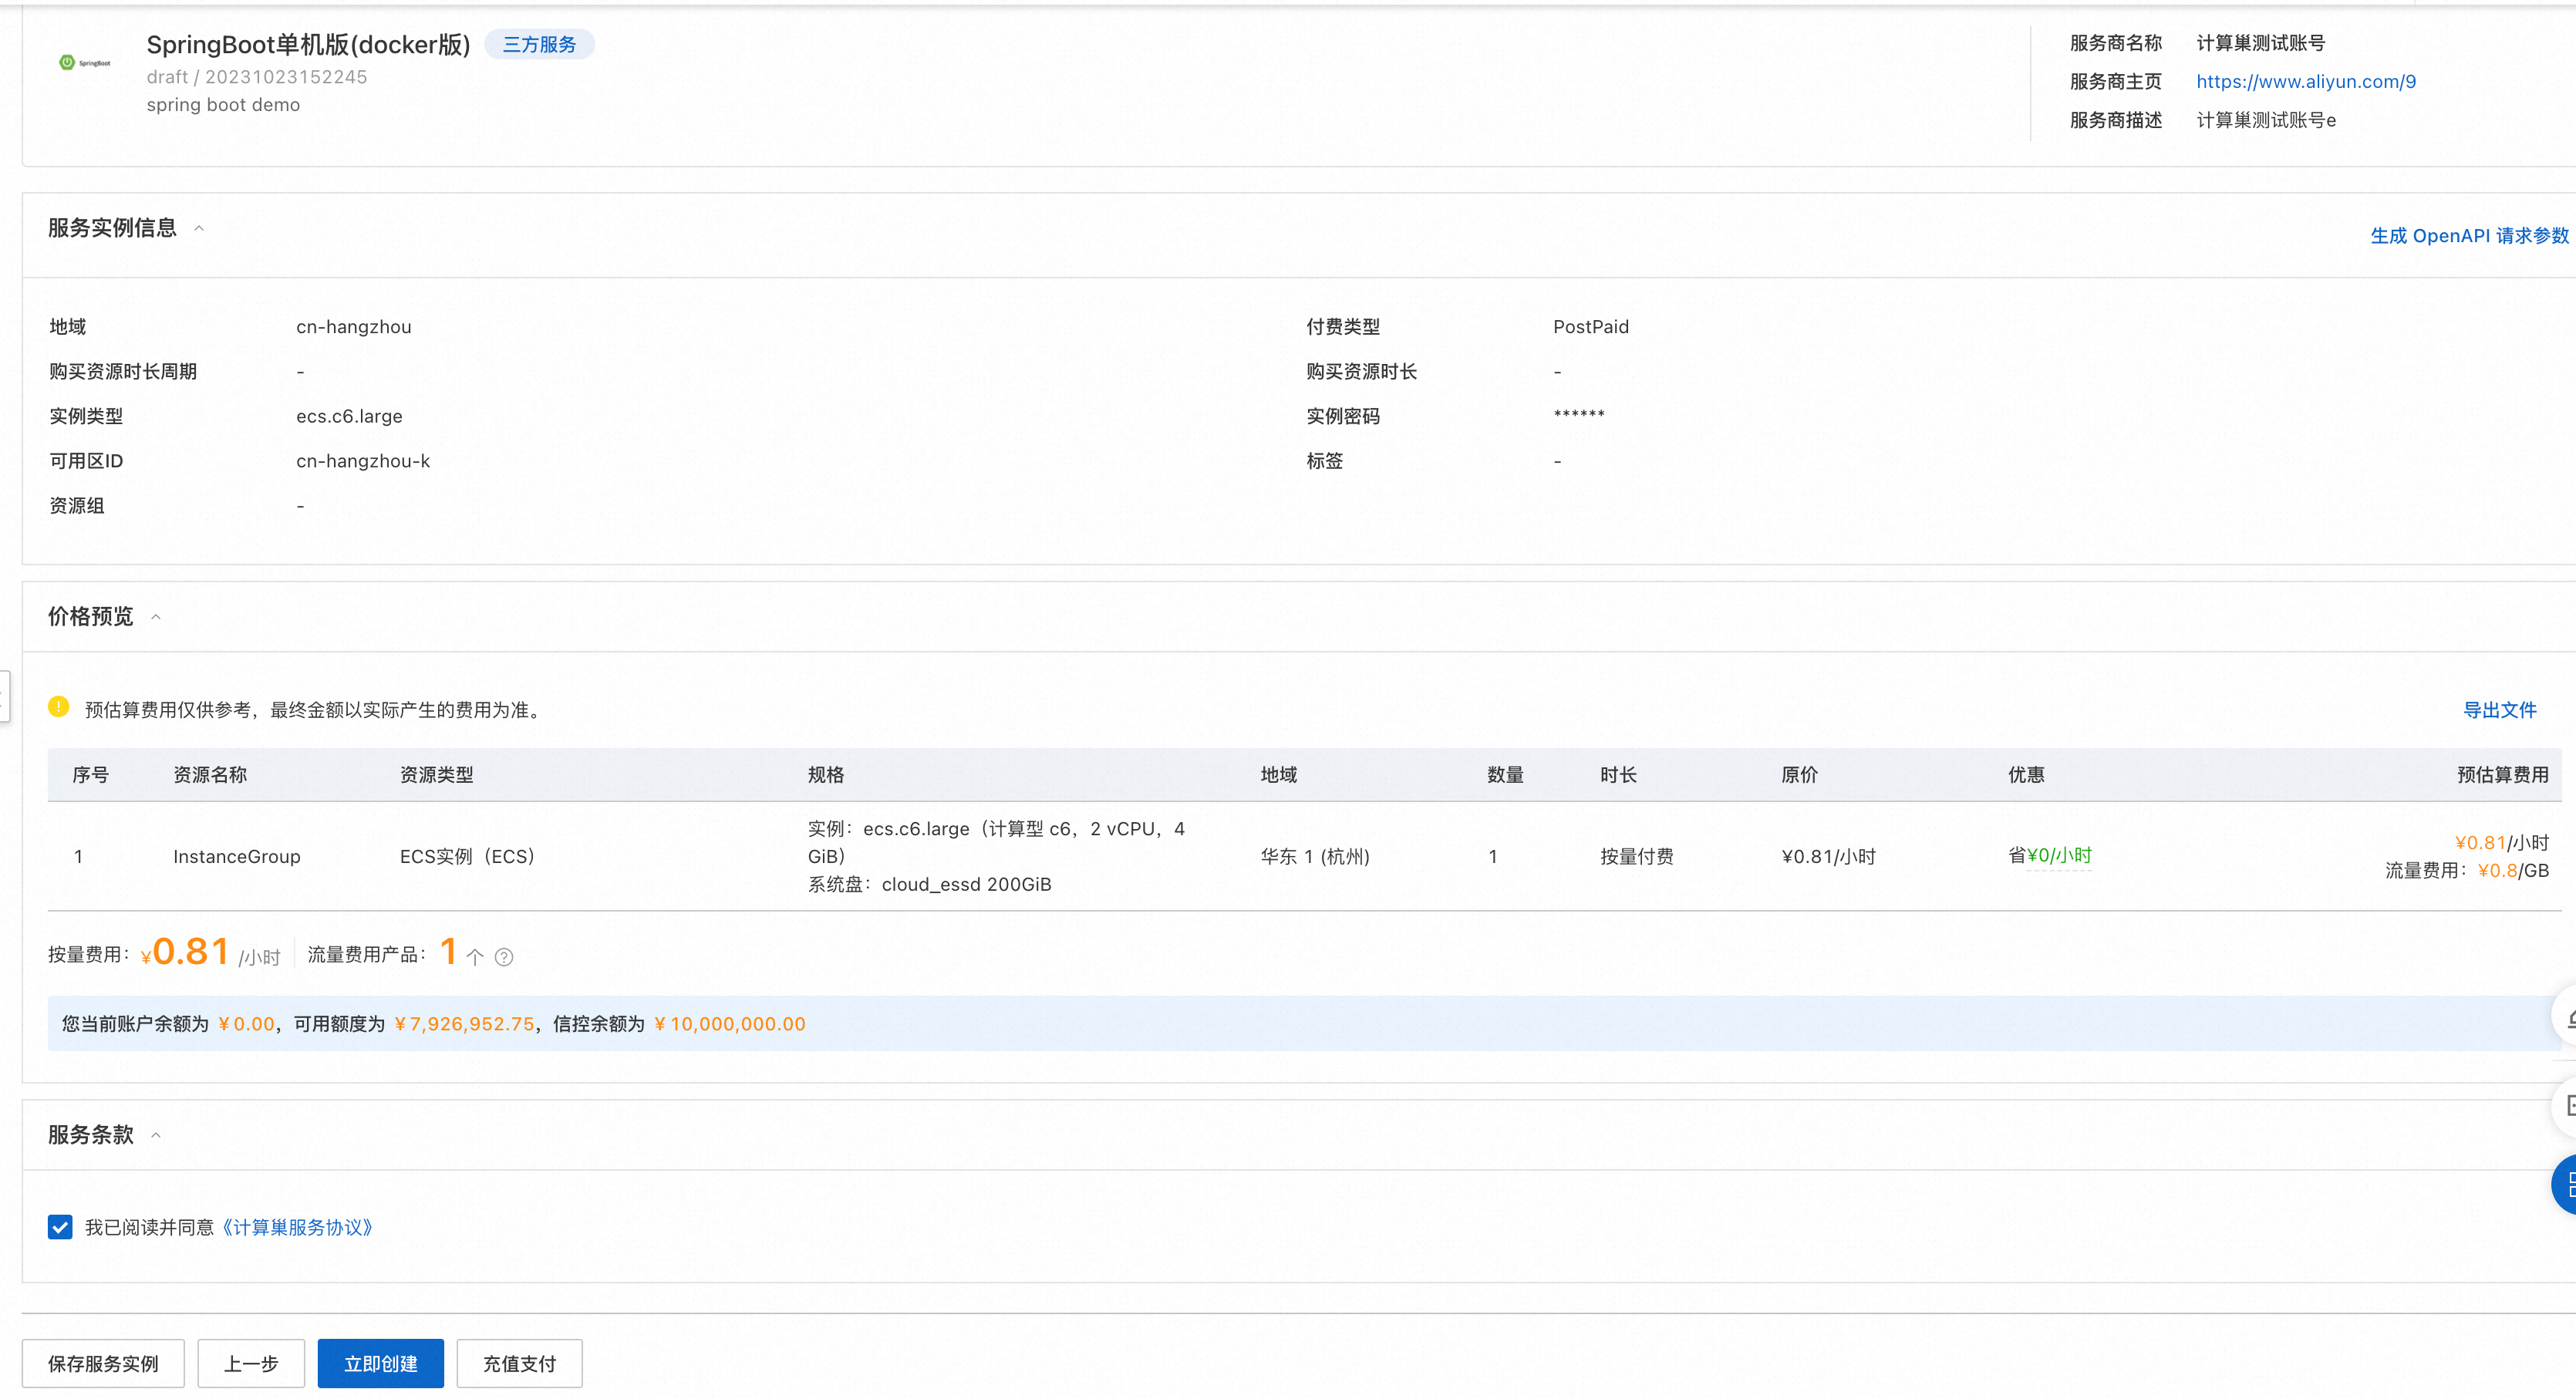 SpringBoot
SpringBoot单机版(docker版) 三方服务
draft / 20231023152245
spring boot demo
服务商名称 计算巢测试账号
服务商主页 https://www.aliyun.com/9
服务商描述 计算巢测试账号e
服务实例信息
生成 OpenAPI 请求参数
地域 cn-hangzhou 付费类型 PostPaid
购买资源时长周期 - 购买资源时长 -
实例类型 ecs.c6.large 实例密码 ******
可用区ID cn-hangzhou-k 标签 -
资源组 -
价格预览
预估算费用仅供参考，最终金额以实际产生的费用为准。 导出文件
序号 资源名称 资源类型 规格 地域 数量 时长 原价 优惠 预估算费用
1 InstanceGroup ECS实例（ECS）
实例：ecs.c6.large（计算型 c6，2 vCPU，4
GiB）
系统盘：cloud_essd 200GiB
华东 1 (杭州) 1 按量付费 ¥0.81/小时 省¥0/小时
¥0.81/小时
流量费用：¥0.8/GB
按量费用：¥0.81 /小时 流量费用产品：1 个
您当前账户余额为 ¥0.00，可用额度为 ¥7,926,952.75，信控余额为 ¥10,000,000.00
服务条款
我已阅读并同意《计算巢服务协议》
保存服务实例 上一步 立即创建 充值支付